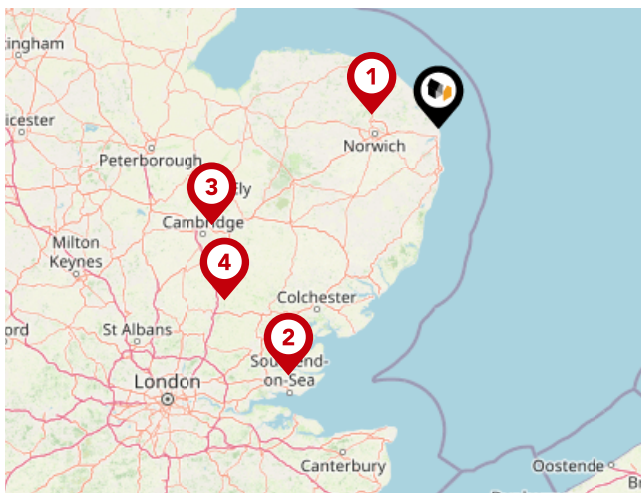 ingham
1
icester
Norwich
Peterborough
3
Ely
Cambridge
Milton
Keynes
4
Colchester
ord
St Albans
2
Southend-
on-Sea
London
Canterbury
Oostende